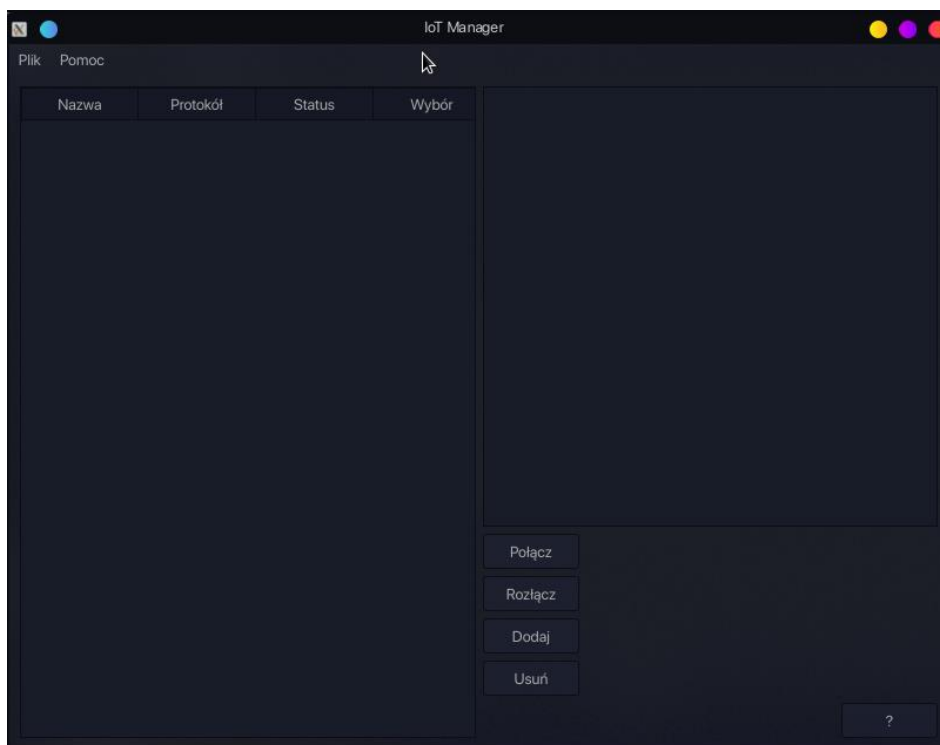 IoT Manager
Plik Pomoc
Nazwa Protokół Status Wybór
Połącz
Rozłącz
Dodaj
Usuń
?